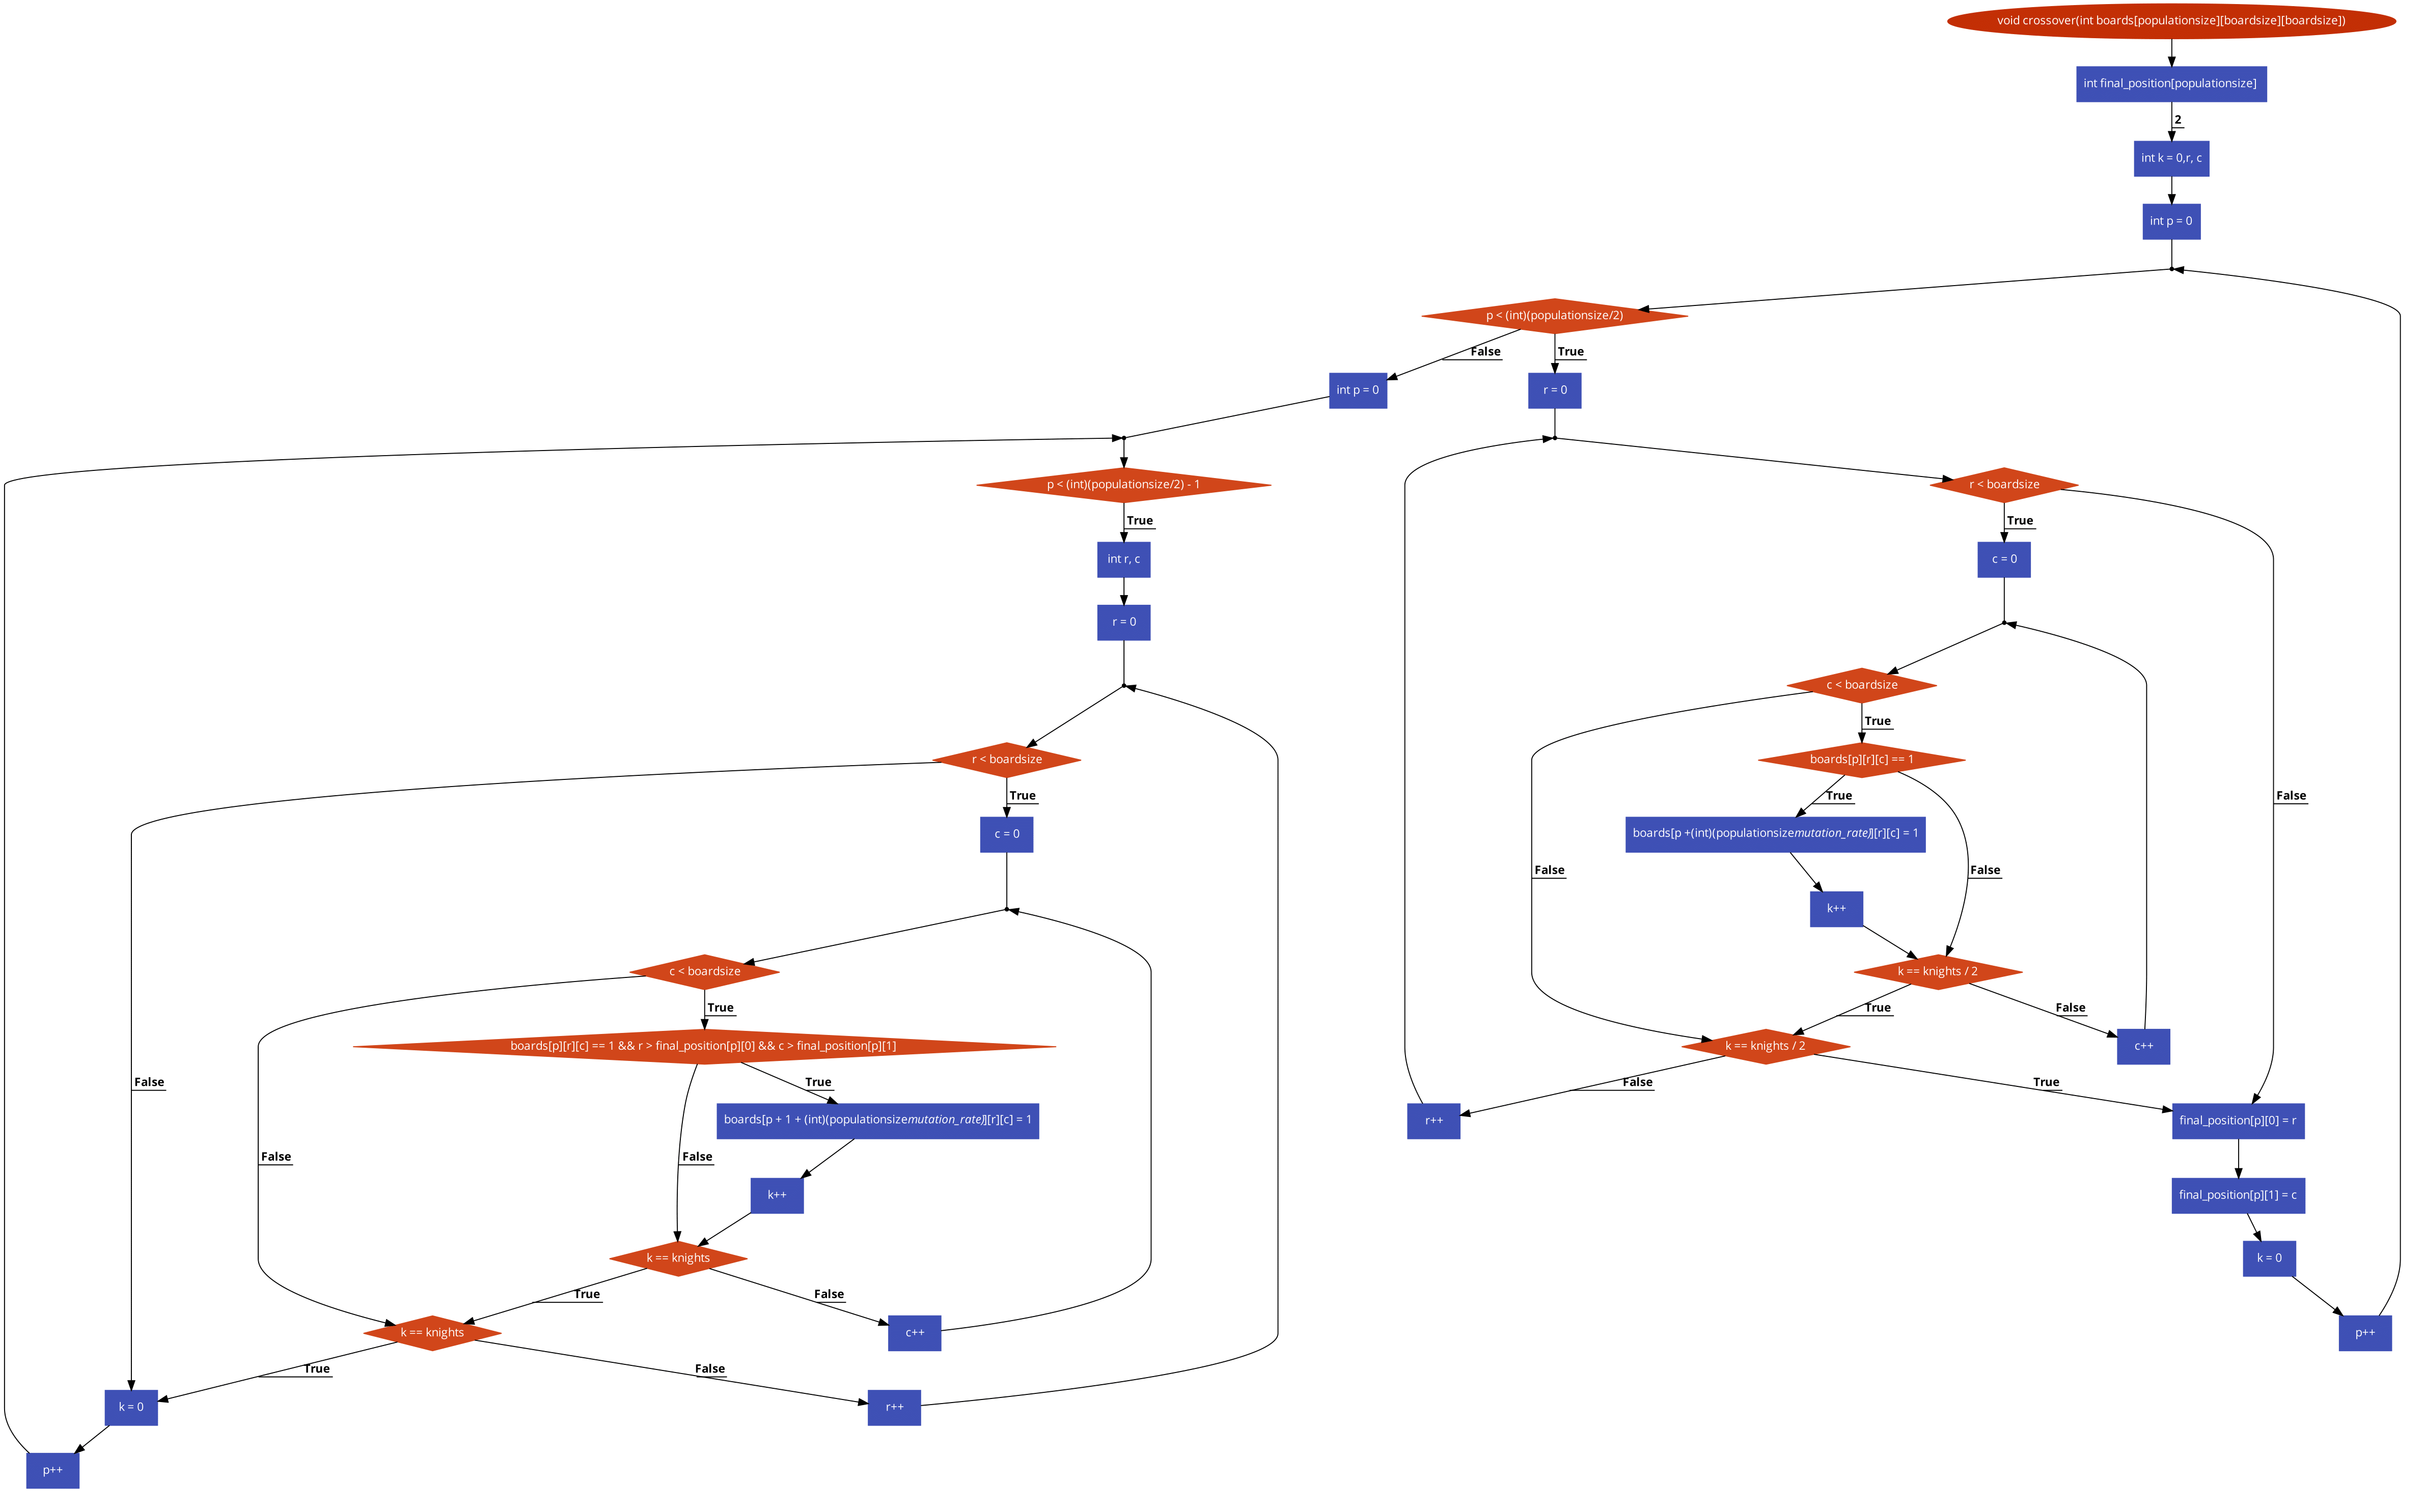 void crossover(int boards[populationsize][boardsize][boardsize])
int final_position[populationsize]
2
int k = 0,r, c
int p = 0
p < (int)(populationsize/2)
False
True
int p = 0
r = 0
p < (int)(populationsize/2) - 1
r < boardsize
True
True
int r, c
c = 0
r = 0
c < boardsize
True
r < boardsize
boards[p][r][c] == 1
True
True
False
c = 0
boards[p +(int)(populationsizemutation_rate)][r][c] = 1
False
False
k++
c < boardsize
k == knights / 2
True
True
False
boards[p][r][c] == 1 && r > final_position[p][0] && c > final_position[p][1]
k == knights / 2
c++
False
True
False
True
boards[p + 1 + (int)(populationsizemutation_rate)][r][c] = 1
r++
final_position[p][0] = r
False
False
k++
final_position[p][1] = c
k == knights
k = 0
True
False
k == knights
c++
p++
True
False
k = 0
r++
p++